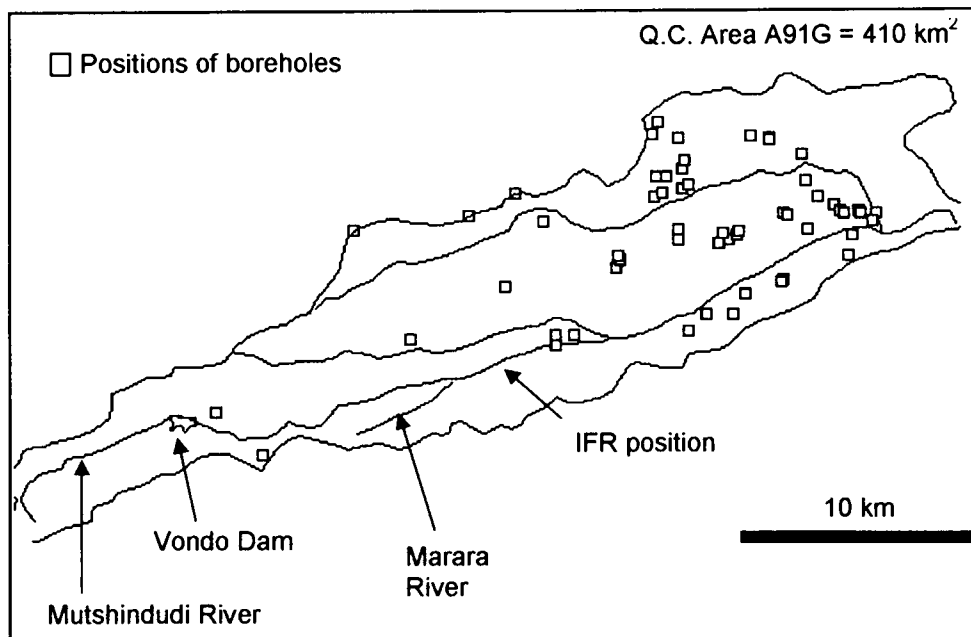 Q.C. Area A91G = 410 km²
Positions of boreholes
IFR position
10 km
Vondo Dam
Marara
River
Mutshindudi River